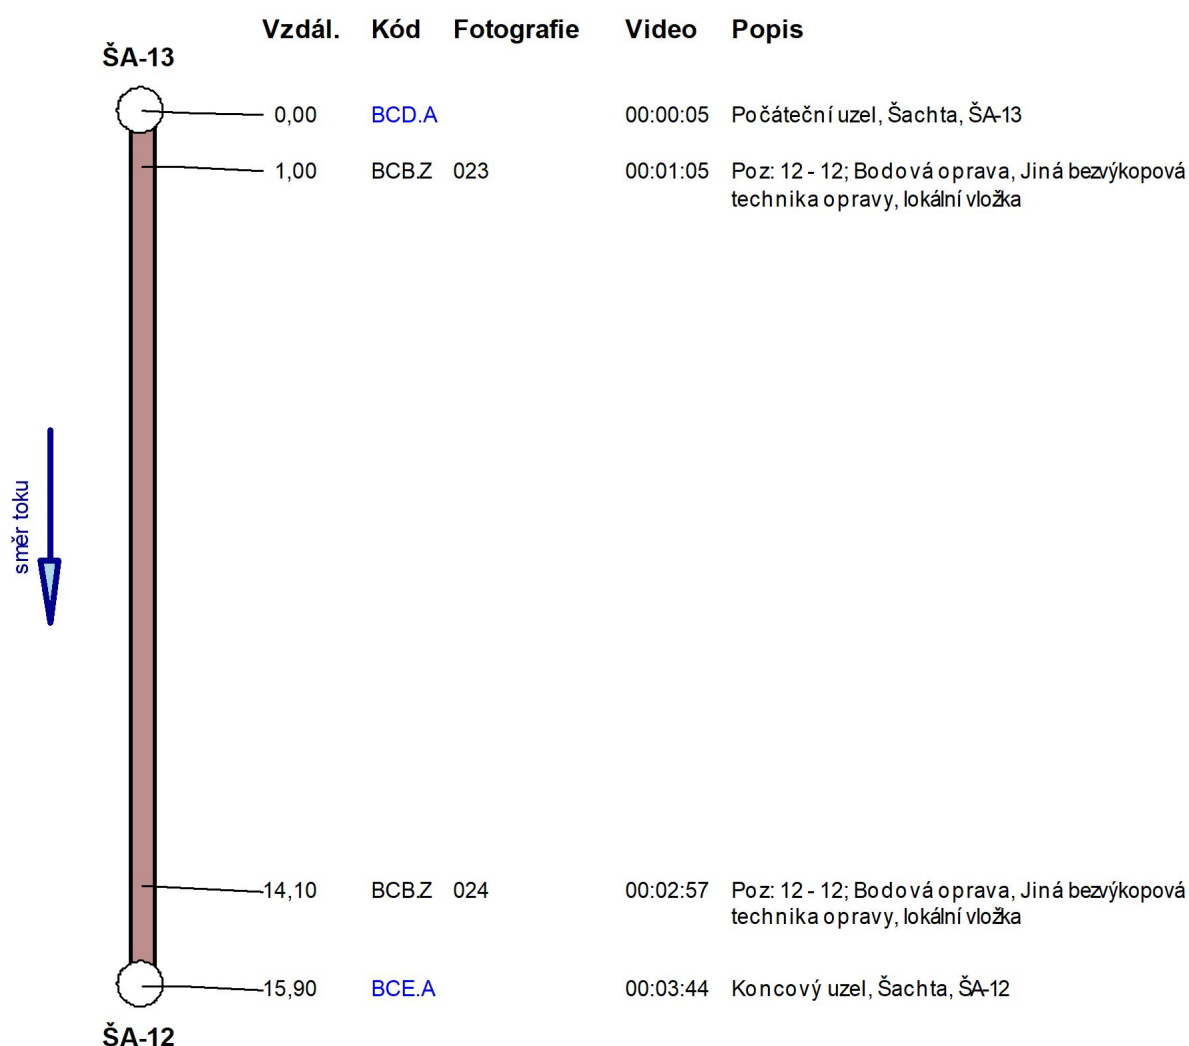 Vzdál. Kód Fotografie Video Popis
ŠA-13
0,00 BCD.A 00:00:05 Počáteční uzel, Šachta, ŠA-13
1,00 BCB.Z 023 00:01:05 Poz: 12 - 12; Bodová oprava, Jiná bezvýkopová
technika opravy, lokální vložka
směr toku
14,10 BCB.Z 024 00:02:57 Poz: 12 - 12; Bodová oprava, Jiná bezvýkopová
technika opravy, lokální vložka
15,90 BCE.A 00:03:44 Koncový uzel, Šachta, ŠA-12
ŠA-12